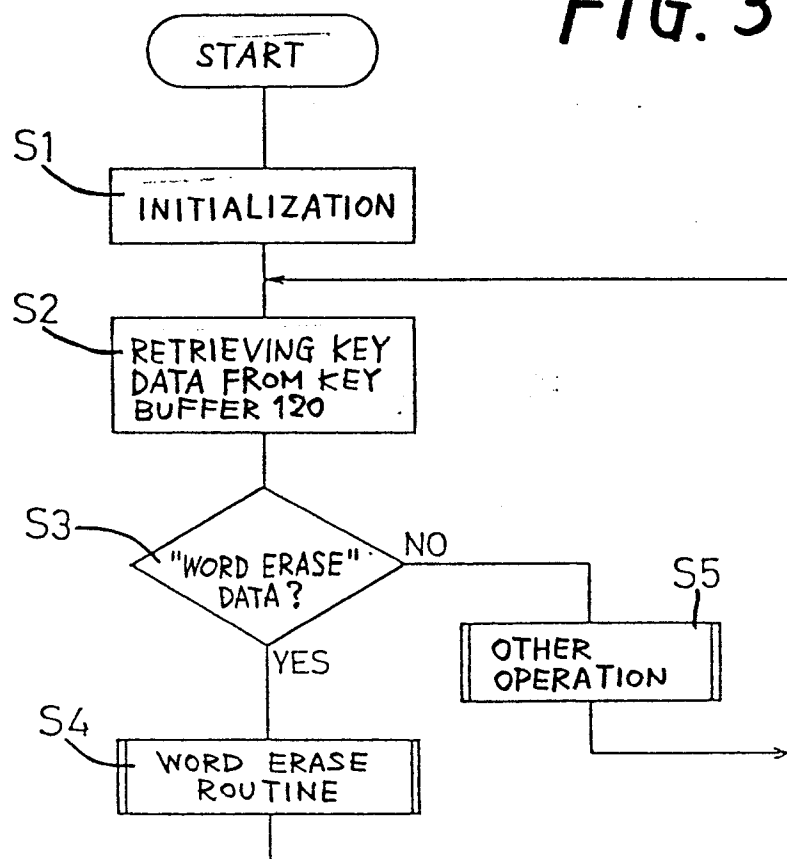 FIG. 3
START
S1
INITIALIZATION
S2
RETRIEVING KEY
DATA FROM KEY
BUFFER 120
S3
"WORD ERASE"
DATA?
NO
YES
S5
OTHER
OPERATION
S4
WORD ERASE
ROUTINE